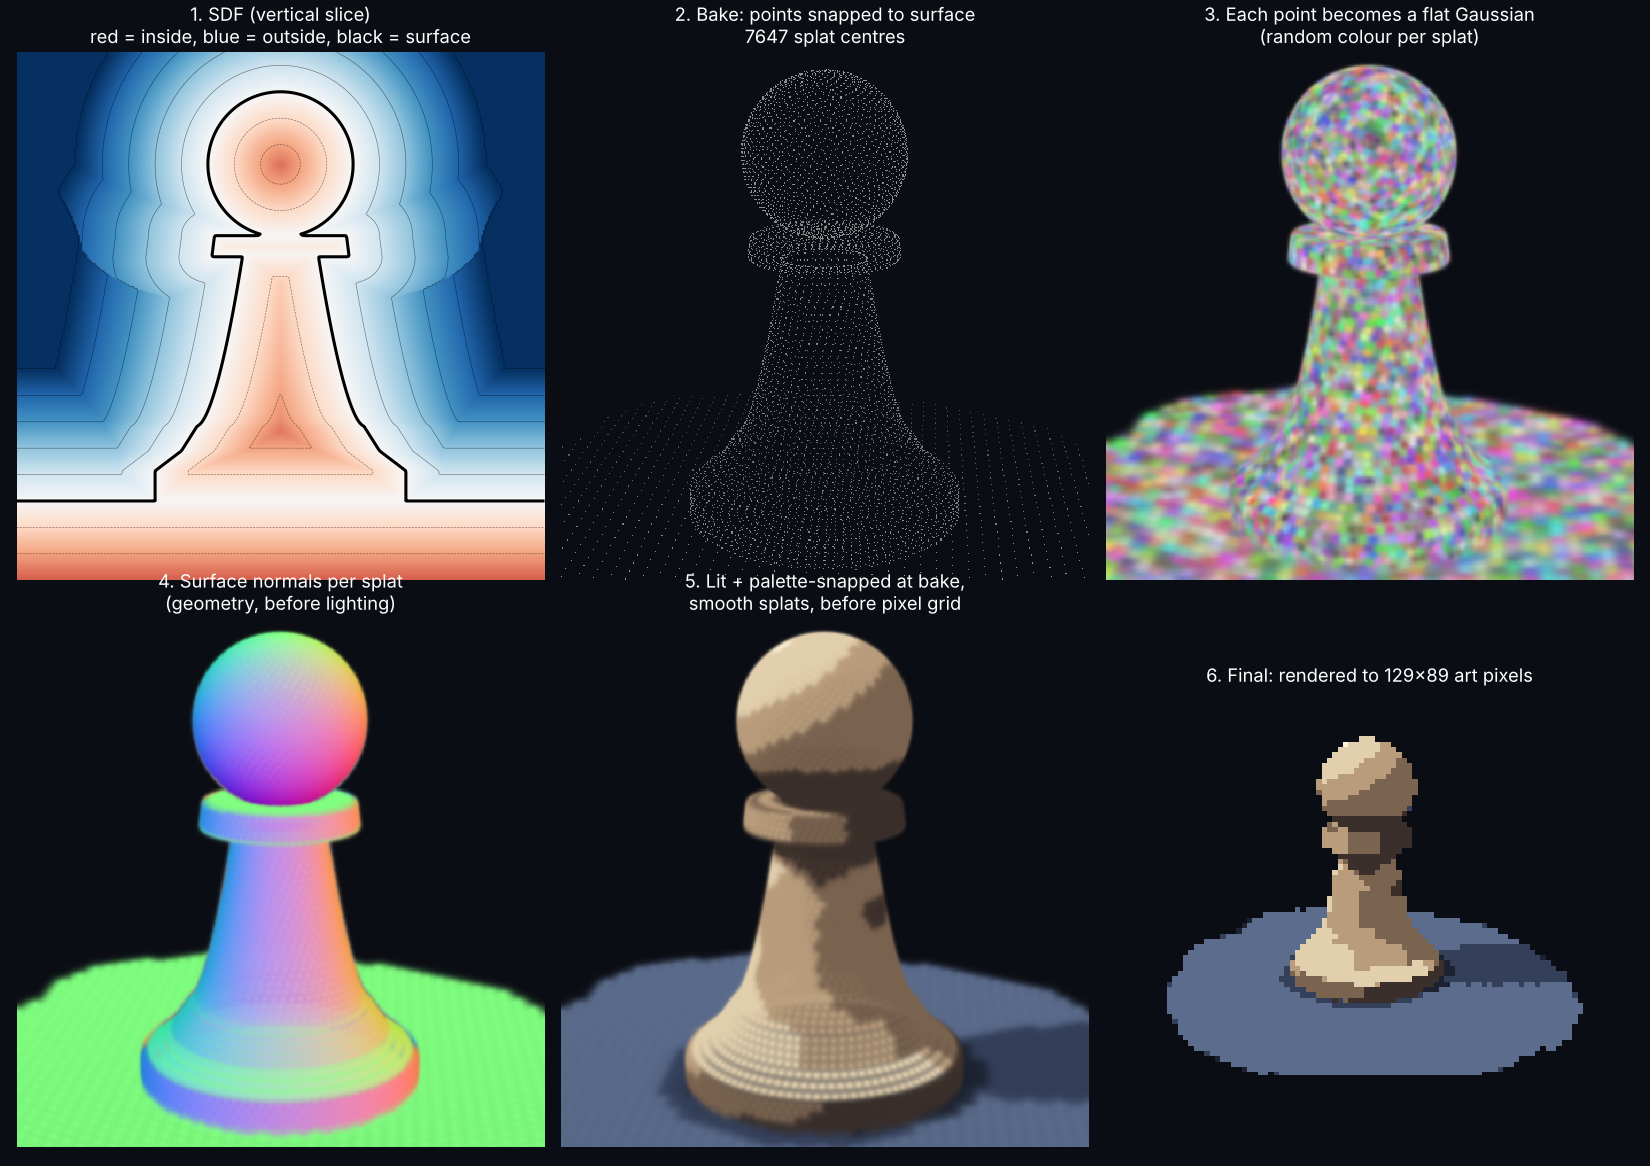 1. SDF (vertical slice)
red = inside, blue = outside, black = surface
2. Bake: points snapped to surface
7647 splat centres
3. Each point becomes a flat Gaussian
(random colour per splat)
4. Surface normals per splat
(geometry, before lighting)
5. Lit + palette-snapped at bake,
smooth splats, before pixel grid
6. Final: rendered to 129×89 art pixels